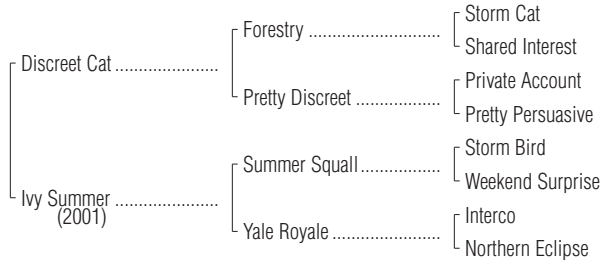 Storm Cat
Forestry ............................
Shared Interest
Discreet Cat ......................
Private Account
Pretty Discreet ..................
Pretty Persuasive
Storm Bird
Summer Squall.................
Weekend Surprise
Ivy Summer ......................
(2001)
Interco
Yale Royale .......................
Northern Eclipse